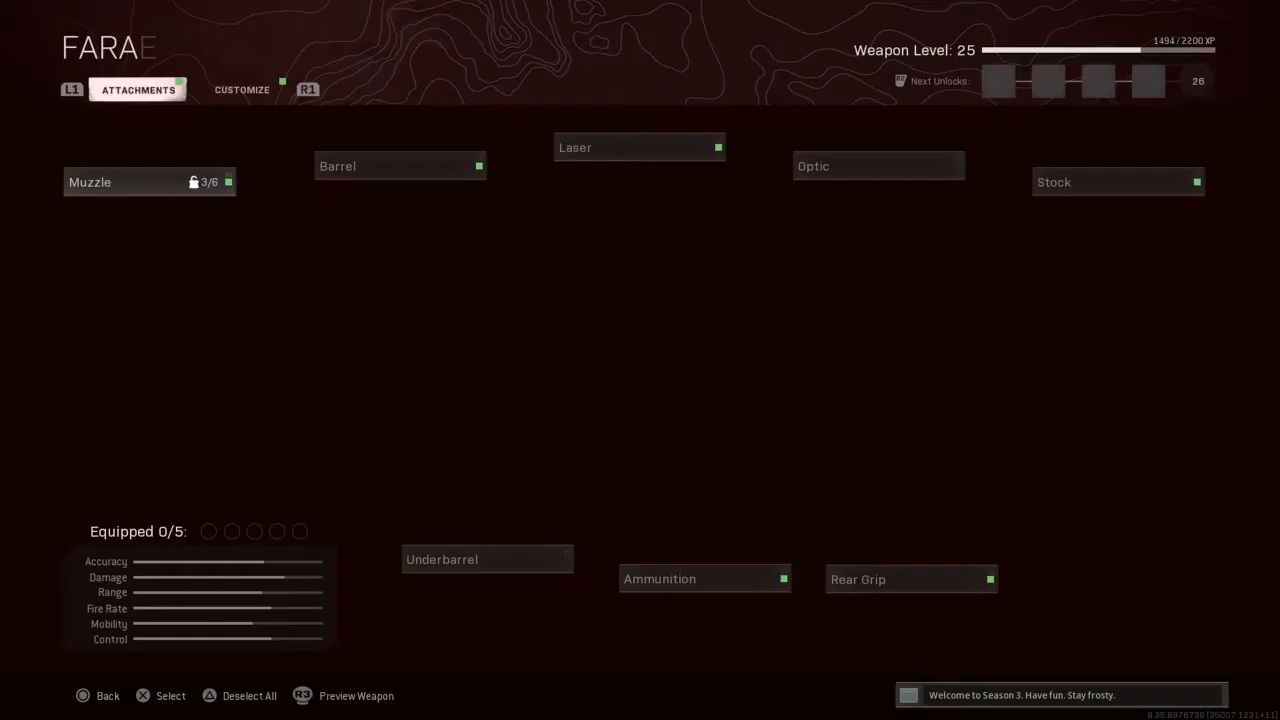 FARAE
Weapon Level: 25
1494 / 2200 XP
L1
ATTACHMENTS
CUSTOMIZE
R1
R2
Next Unlocks:
26
Muzzle
3/6
Barrel
Laser
Optic
Stock
Equipped 0/5:
Accuracy
Damage
Range
Fire Rate
Mobility
Control
Underbarrel
Ammunition
Rear Grip
Back
Select
Deselect All
R3
Preview Weapon
Welcome to Season 3. Have fun. Stay frosty.